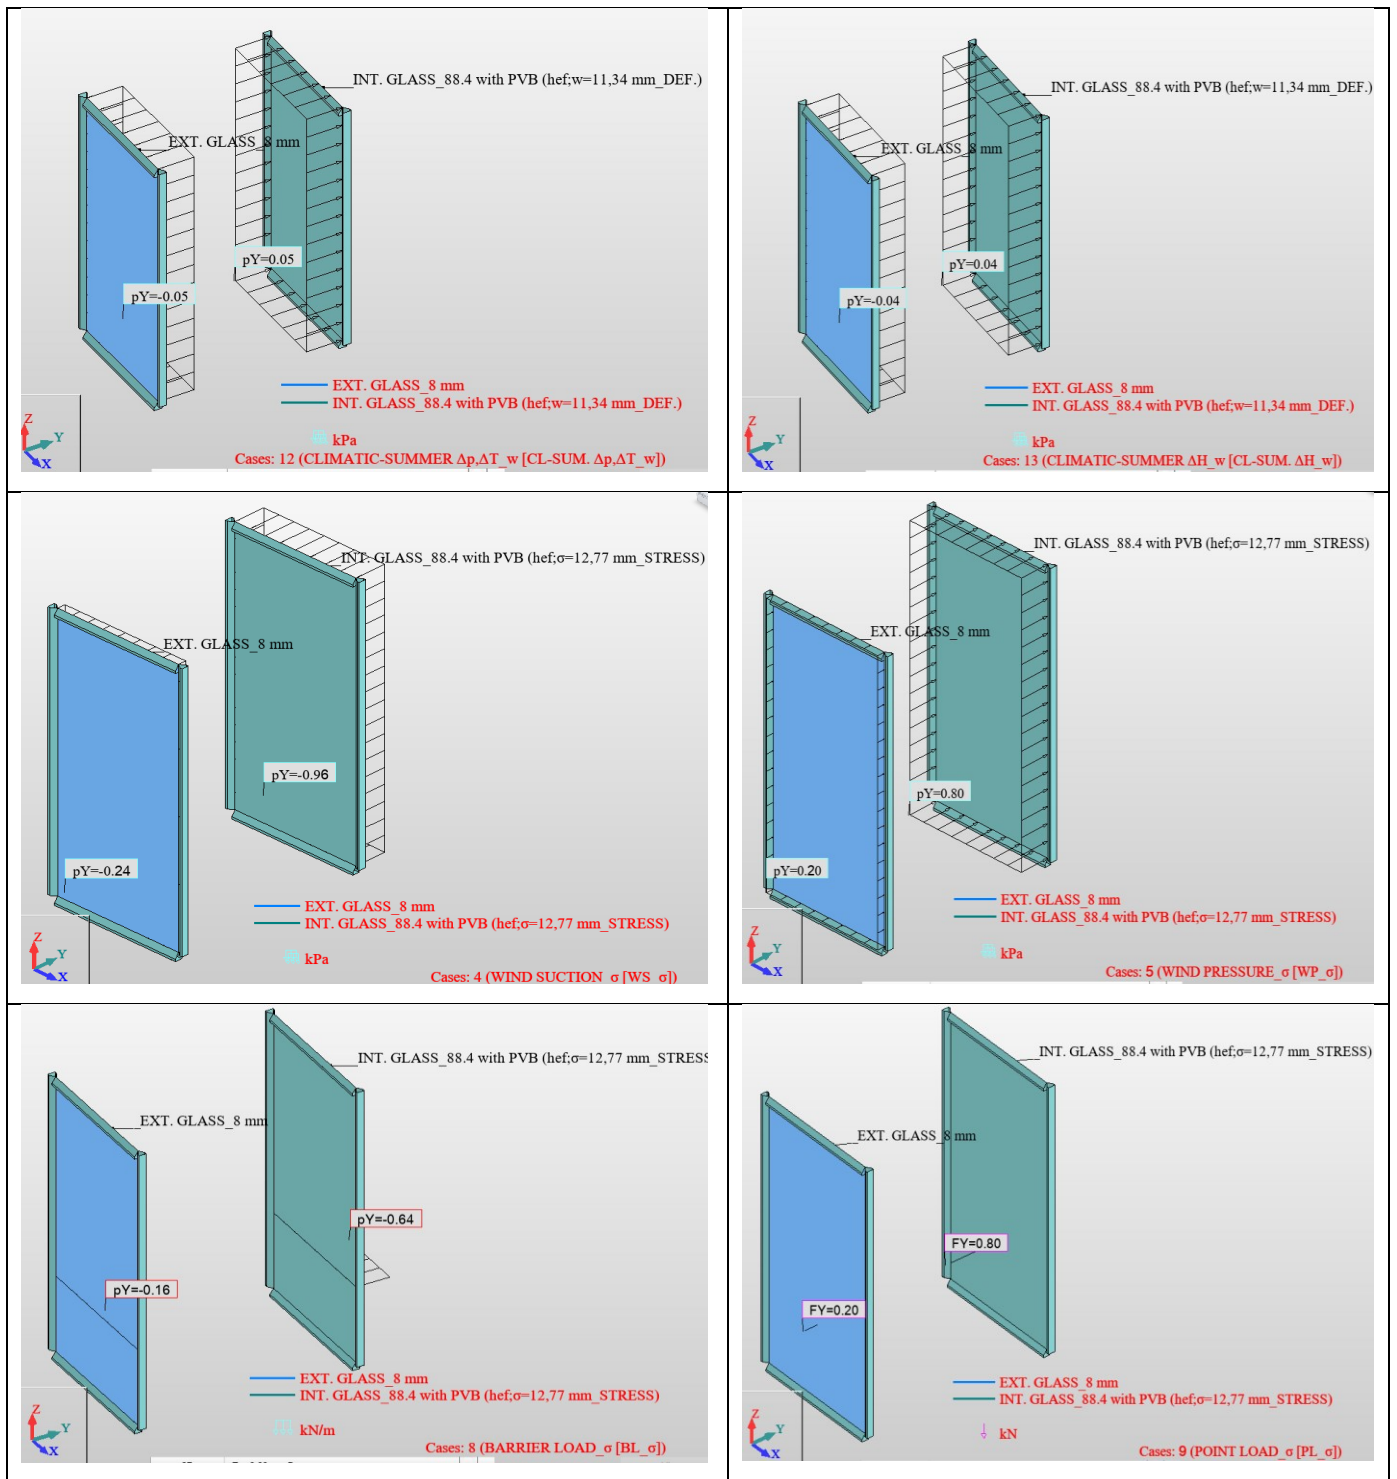 INT. GLASS_88.4 with PVB (hef;w=11,34 mm_DEF.)
EXT. GLASS_8 mm
pY=0.05
pY=-0.05
EXT. GLASS_8 mm
INT. GLASS_88.4 with PVB (hef;w=11,34 mm_DEF.)
Z
Y
X
kPa
Cases: 12 (CLIMATIC-SUMMER Δp,ΔT_w [CL-SUM. Δp,ΔT_w])
INT. GLASS_88.4 with PVB (hef;w=11,34 mm_DEF.)
EXT. GLASS_8 mm
pY=0.04
pY=-0.04
EXT. GLASS_8 mm
INT. GLASS_88.4 with PVB (hef;w=11,34 mm_DEF.)
Z
Y
X
kPa
Cases: 13 (CLIMATIC-SUMMER ΔH_w [CL-SUM. ΔH_w])
INT. GLASS_88.4 with PVB (hef;σ=12,77 mm_STRESS)
EXT. GLASS_8 mm
pY=-0.96
pY=-0.24
EXT. GLASS_8 mm
INT. GLASS_88.4 with PVB (hef;σ=12,77 mm_STRESS)
Z
Y
X
kPa
Cases: 4 (WIND SUCTION_σ [WS_σ])
INT. GLASS_88.4 with PVB (hef;σ=12,77 mm_STRESS)
EXT. GLASS_8 mm
pY=0.80
pY=0.20
EXT. GLASS_8 mm
INT. GLASS_88.4 with PVB (hef;σ=12,77 mm_STRESS)
Z
Y
X
kPa
Cases: 5 (WIND PRESSURE_σ [WP_σ])
INT. GLASS_88.4 with PVB (hef;σ=12,77 mm_STRESS
EXT. GLASS_8 mm
pY=-0.64
pY=-0.16
EXT. GLASS_8 mm
INT. GLASS_88.4 with PVB (hef;σ=12,77 mm_STRESS)
Z
Y
X
kN/m
Cases: 8 (BARRIER LOAD_σ [BL_σ])
INT. GLASS_88.4 with PVB (hef;σ=12,77 mm_STRESS)
EXT. GLASS_8 mm
FY=0.80
FY=0.20
EXT. GLASS_8 mm
INT. GLASS_88.4 with PVB (hef;σ=12,77 mm_STRESS)
Z
Y
X
kN
Cases: 9 (POINT LOAD_σ [PL_σ])